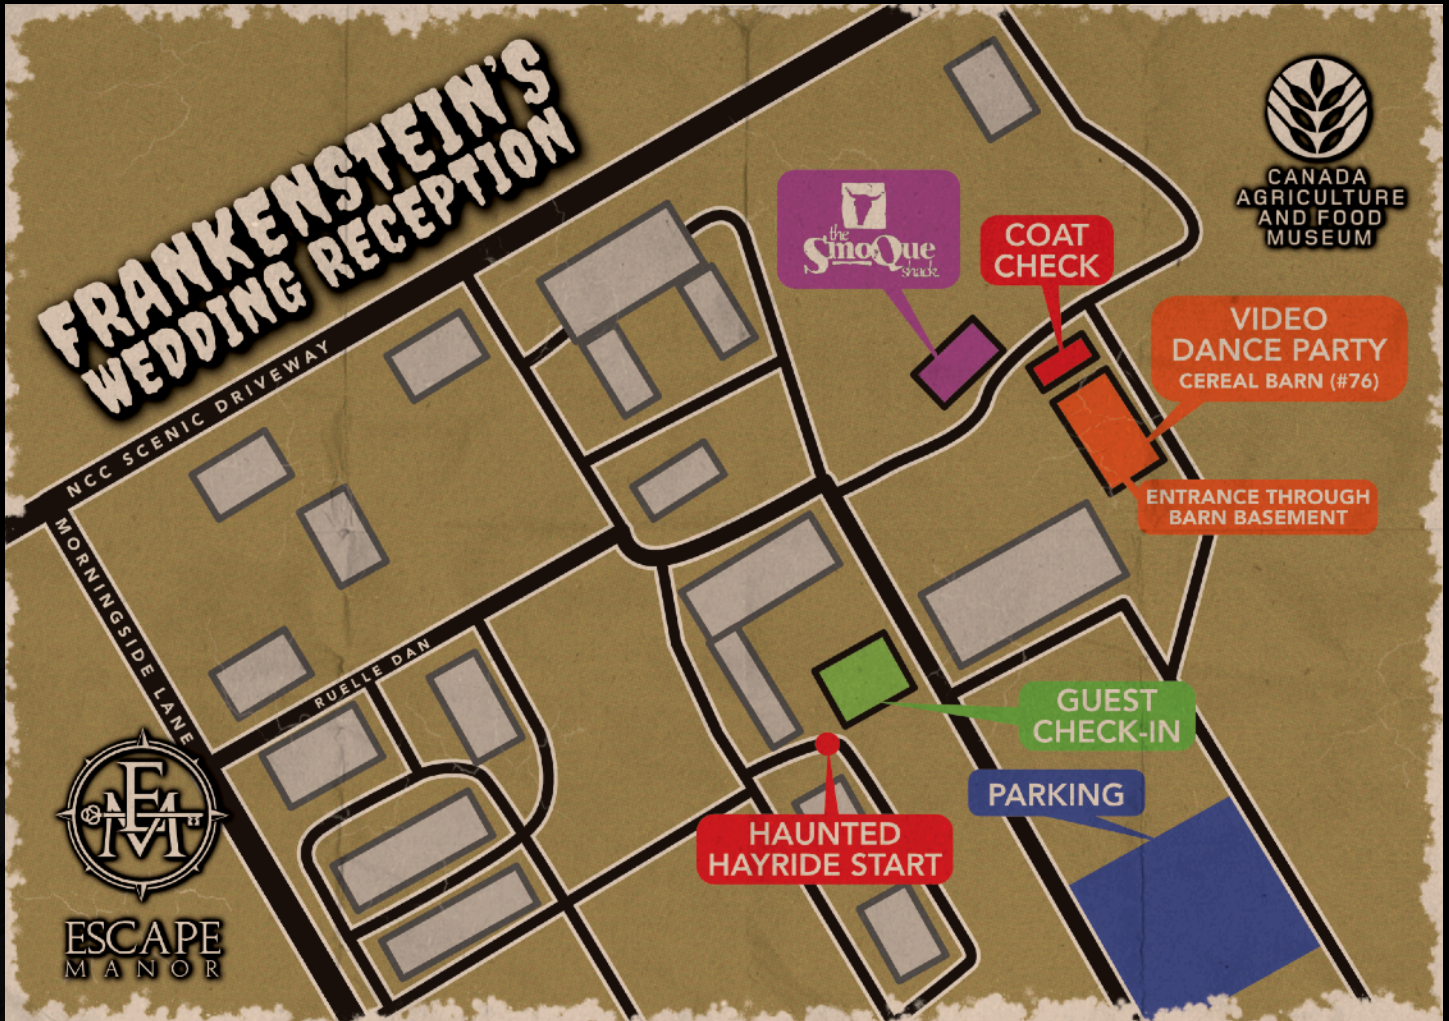 FRANKENSTEIN'S
WEDDING RECEPTION
CANADA
AGRICULTURE
AND FOOD
MUSEUM
the
SmoQue
shack
COAT
CHECK
VIDEO
DANCE PARTY
CEREAL BARN (#76)
ENTRANCE THROUGH
BARN BASEMENT
NCC SCENIC DRIVEWAY
MORNINGSIDE LANE
RUELLE DAN
GUEST
CHECK-IN
PARKING
HAUNTED
HAYRIDE START
EM
ESCAPE
MANOR